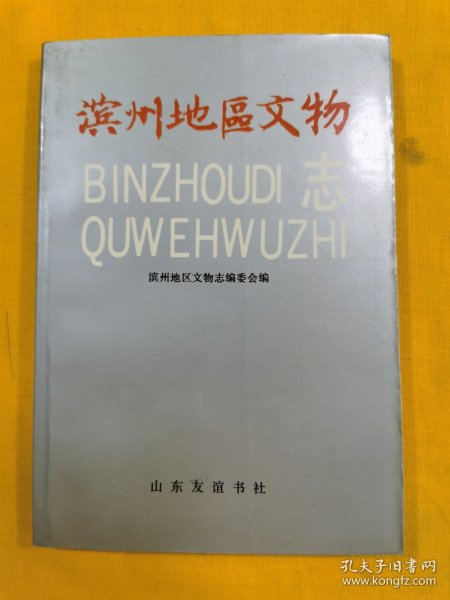 滨州地區文物
BINZHOUDI 志
QUWEHWUZHI
滨州地区文物志编委会编
山东友谊书社
孔夫子旧书网
www.kongfz.com